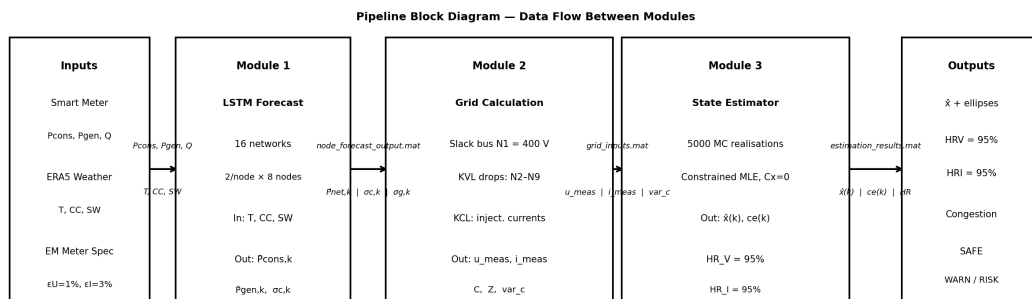 Pipeline Block Diagram — Data Flow Between Modules
Inputs
Smart Meter
Pcons, Pgen, Q
ERA5 Weather
T, CC, SW
EM Meter Spec
εU=1%, εI=3%
Pcons, Pgen, Q
T, CC, SW
Module 1
LSTM Forecast
16 networks
2/node × 8 nodes
In: T, CC, SW
Out: P̂cons,k
P̂gen,k, σc,k
node_forecast_output.mat
P̂net,k | σc,k | σg,k
Module 2
Grid Calculation
Slack bus N1 = 400 V
KVL drops: N2–N9
KCL: inject. currents
Out: u_meas, i_meas
C, Z, var_c
grid_inputs.mat
u_meas | i_meas | var_c
Module 3
State Estimator
5000 MC realisations
Constrained MLE, Cx=0
Out: x̂(k), ce(k)
HR_V = 95%
HR_I = 95%
estimation_results.mat
x̂(k) | ce(k) | HR
Outputs
x̂ + ellipses
HRV = 95%
HRI = 95%
Congestion
SAFE
WARN / RISK